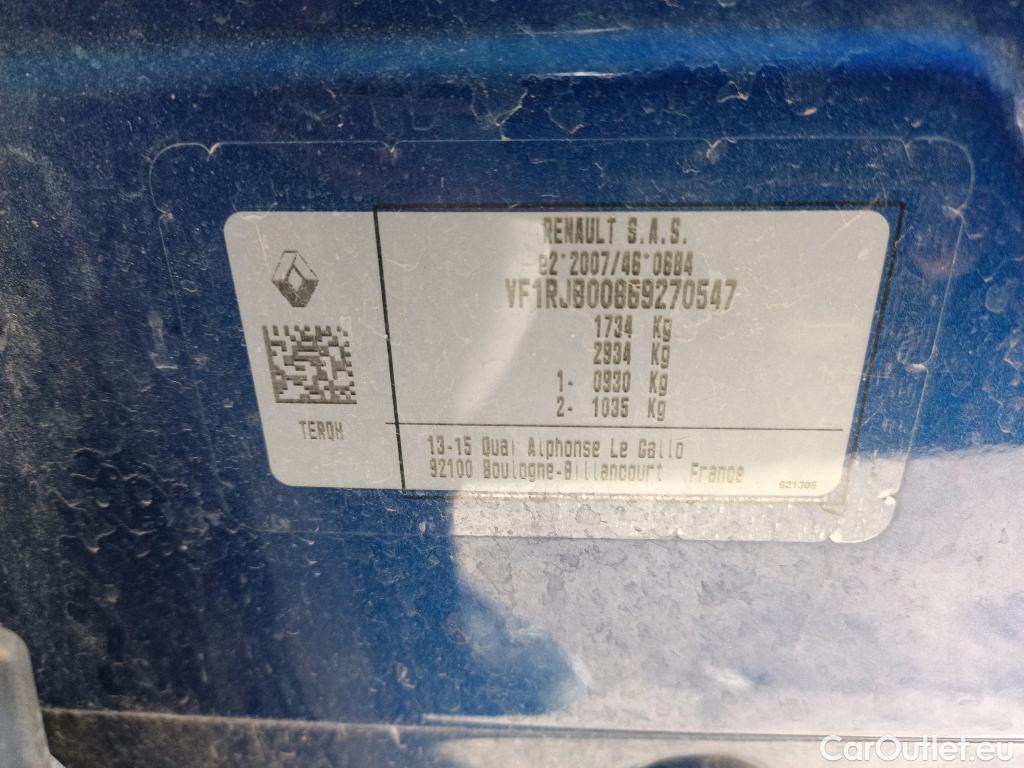 RENAULT S.A.S.
e2*2007/46*0684
VF1RJB00869270547
1734 Kg
2934 Kg
1- 0930 Kg
2- 1035 Kg
TERQH
13-15 Quai Alphonse Le Gallo
92100 Boulogne-Billancourt France
621305
CarOutlet.eu